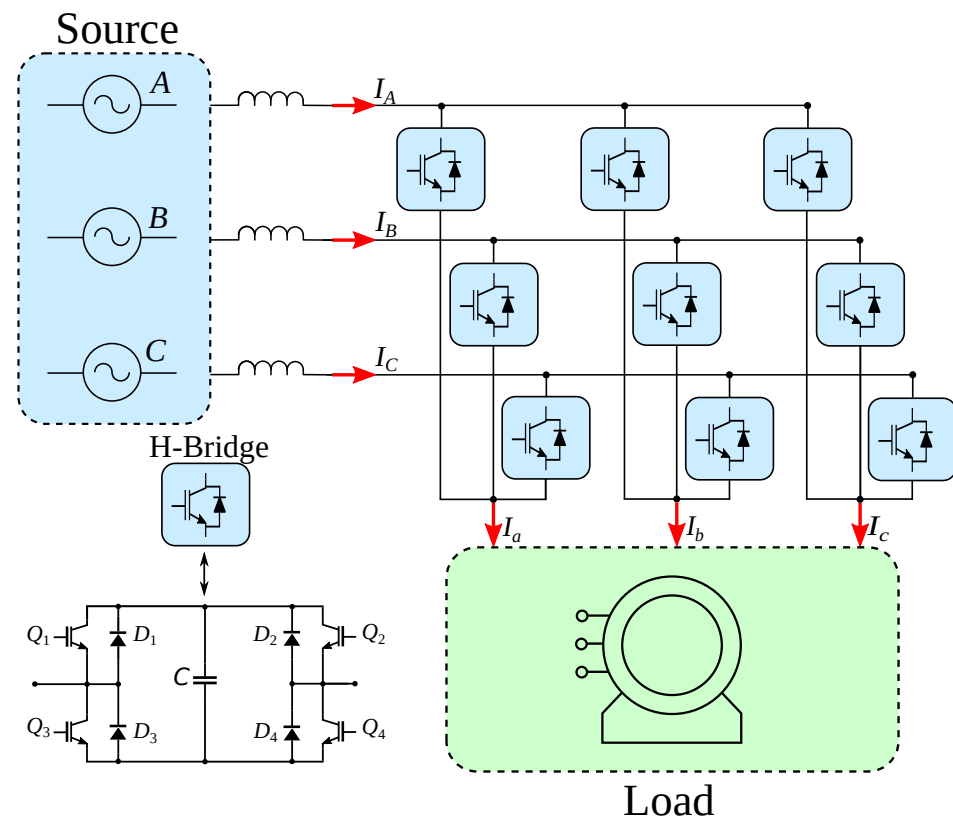 Source
A
I_A
B
I_B
C
I_C
H-Bridge
I_a
I_b
I_c
Q_1
D_1
C
D_2
Q_2
Q_3
D_3
D_4
Q_4
Load